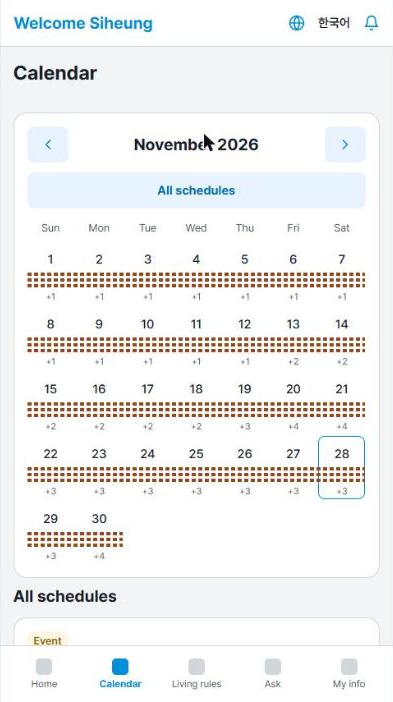 Welcome Siheung 한국어
Calendar
November 2026
All schedules
Sun Mon Tue Wed Thu Fri Sat
1 2 3 4 5 6 7
+1 +1 +1 +1 +1 +1 +1
8 9 10 11 12 13 14
+1 +1 +1 +1 +1 +2 +2
15 16 17 18 19 20 21
+2 +2 +2 +2 +3 +4 +4
22 23 24 25 26 27 28
+3 +3 +3 +3 +3 +3 +3
29 30
+3 +4
All schedules
Event
Home Calendar Living rules Ask My info